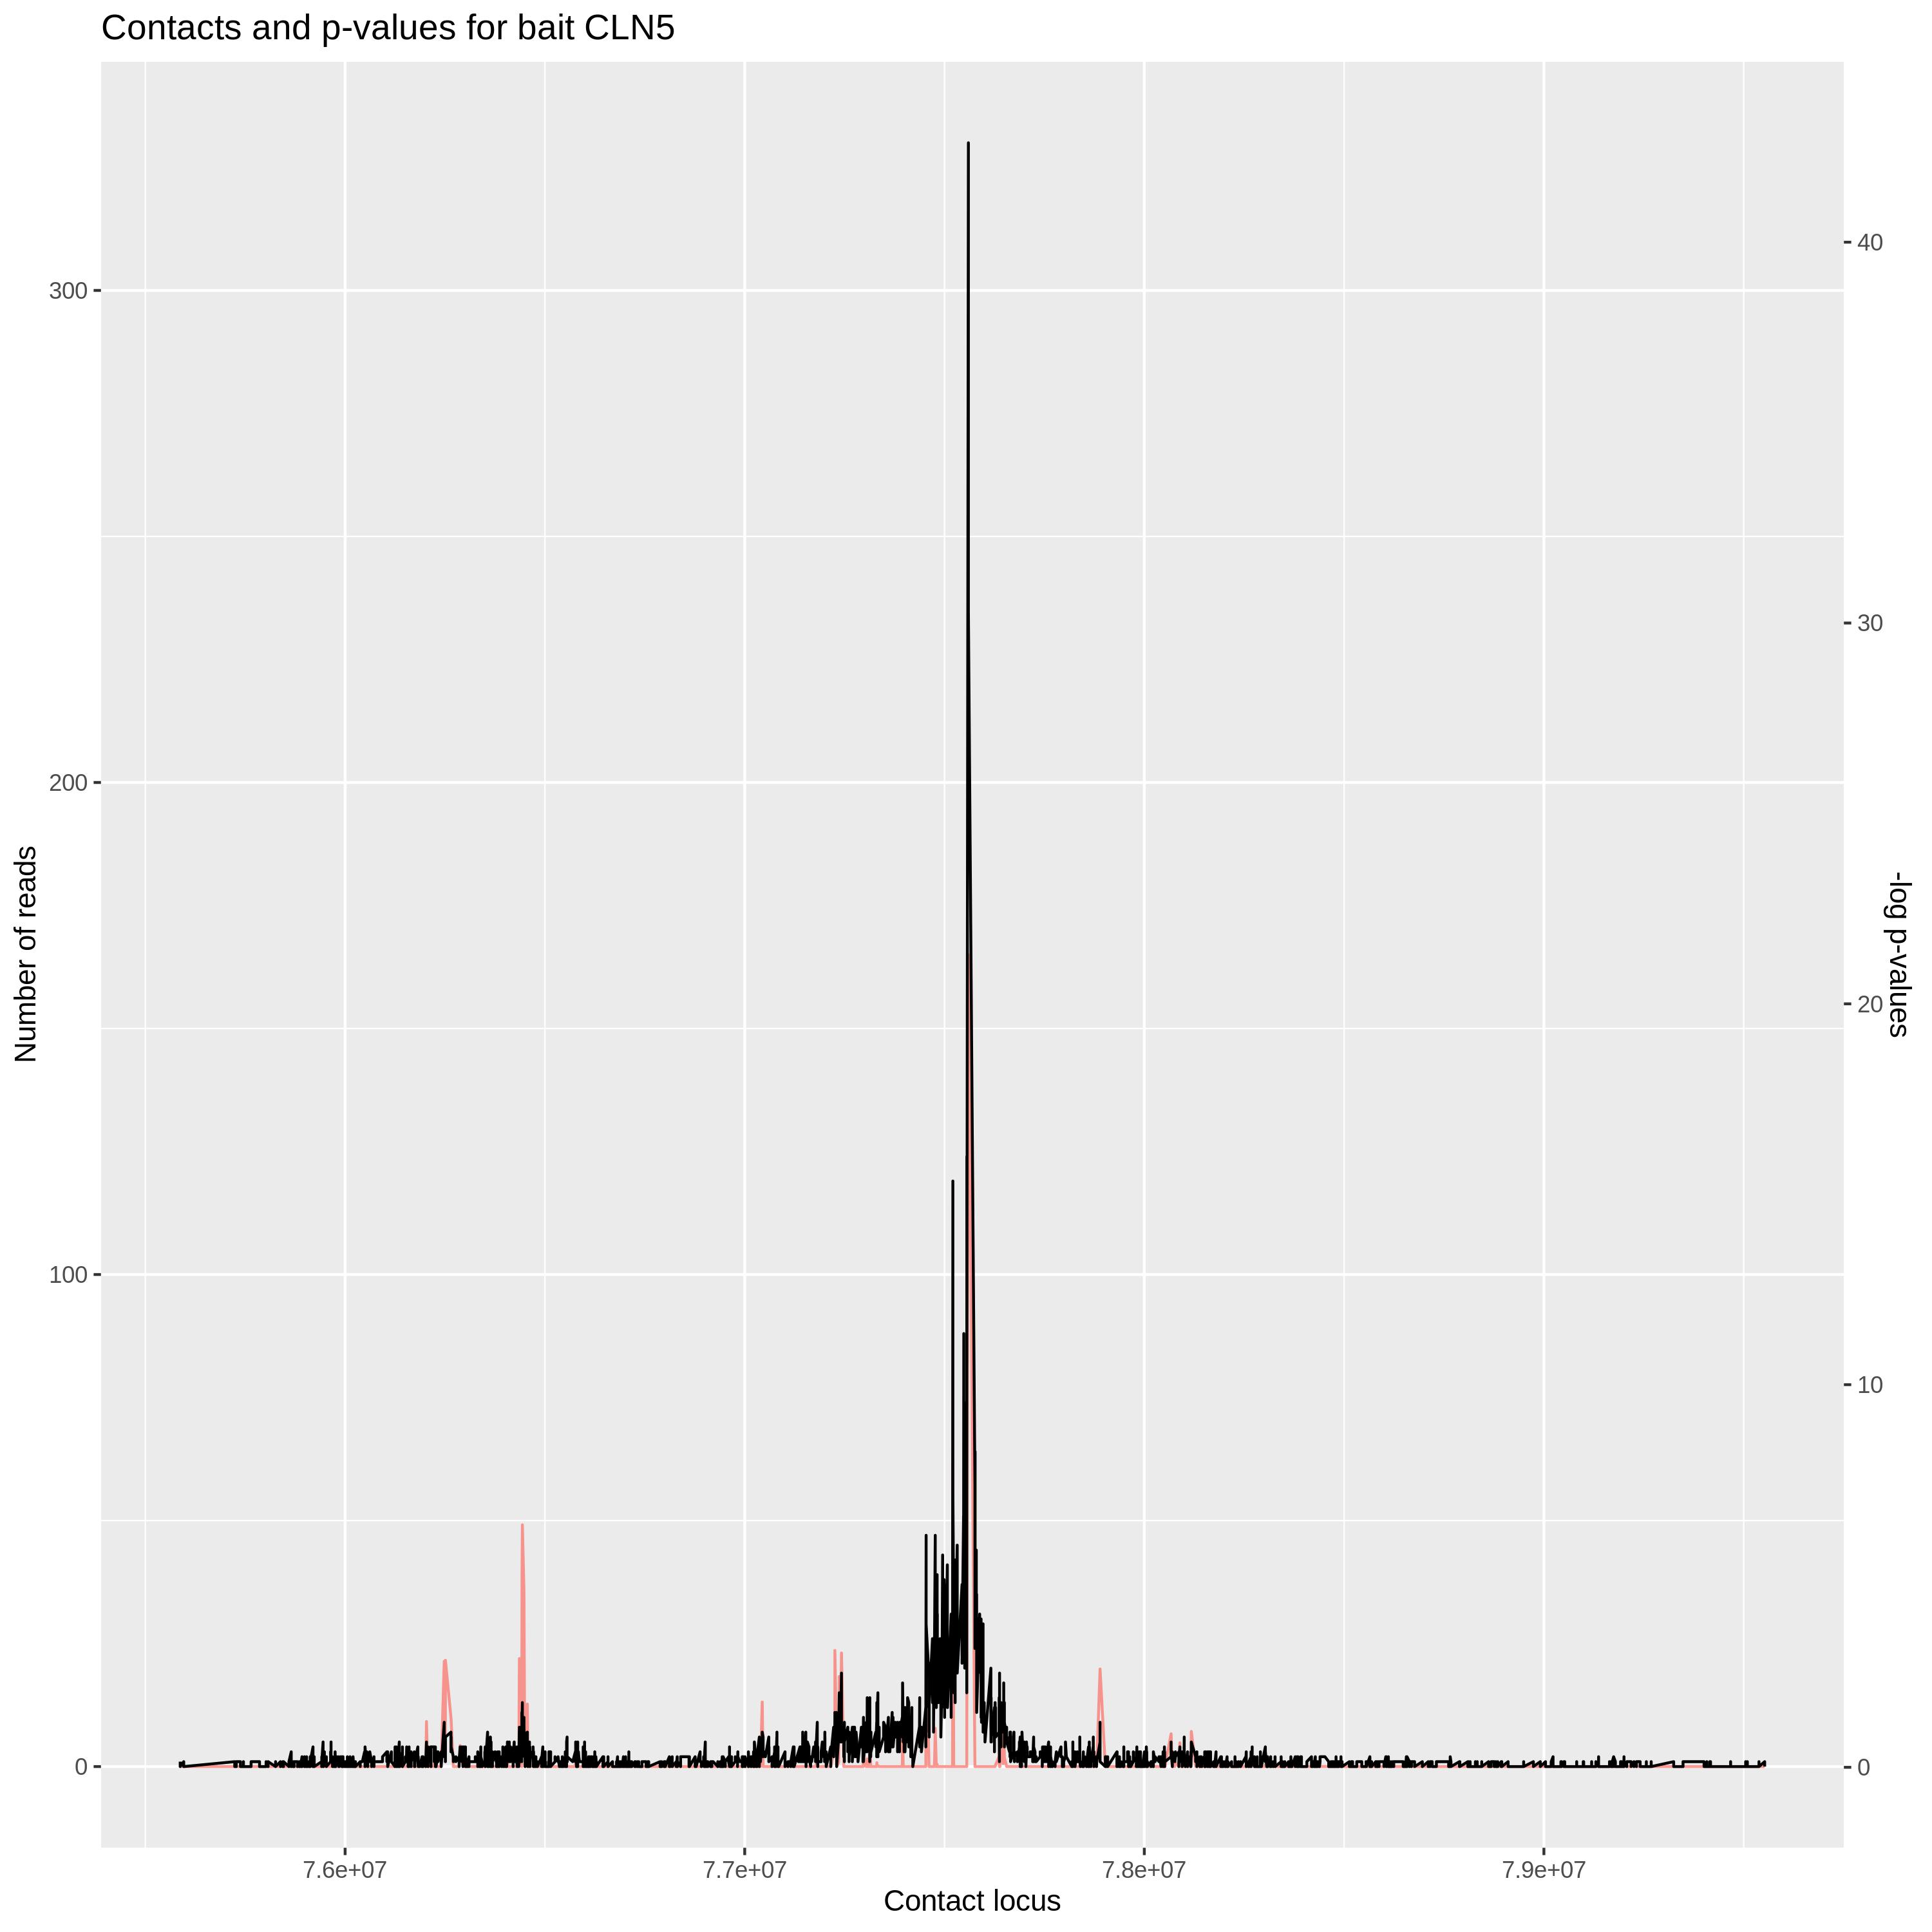 Contacts and p-values for bait CLN5
300
200
100
0
Number of reads
40
30
20
10
0
-log p-values
7.6e+07
7.7e+07
7.8e+07
7.9e+07
Contact locus